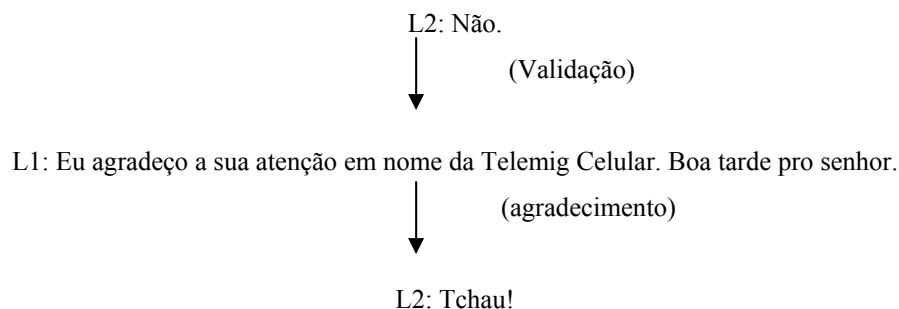 L2: Não.
(Validação)
L1: Eu agradeço a sua atenção em nome da Telemig Celular. Boa tarde pro senhor.
(agradecimento)
L2: Tchau!